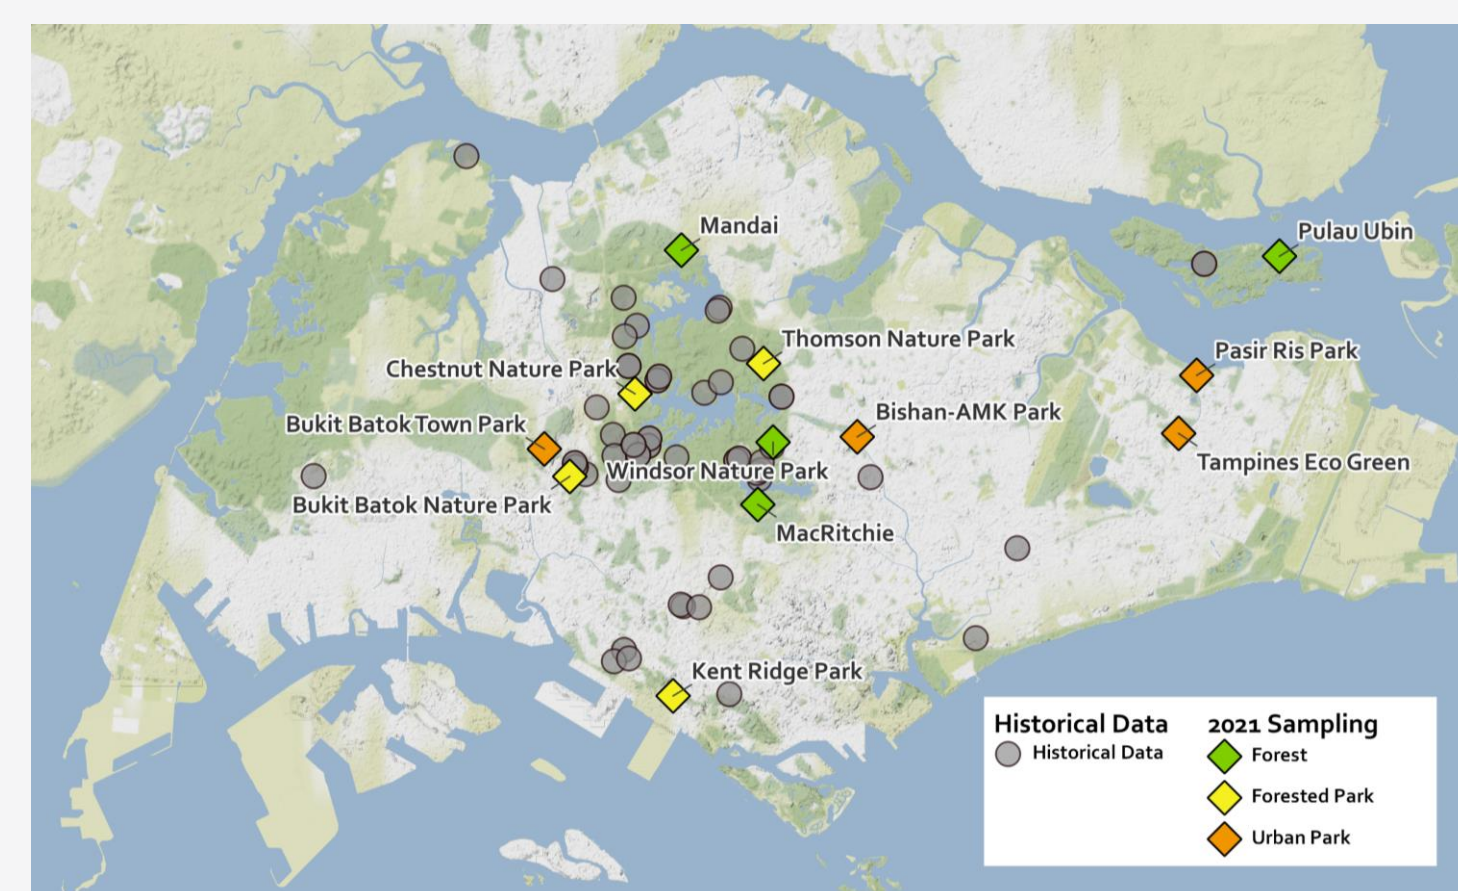 Mandai
Pulau Ubin
Thomson Nature Park
Pasir Ris Park
Chestnut Nature Park
Bishan-AMK Park
Bukit Batok Town Park
Tampines Eco Green
Windsor Nature Park
Bukit Batok Nature Park
MacRitchie
Kent Ridge Park
Historical Data
Historical Data
2021 Sampling
Forest
Forested Park
Urban Park